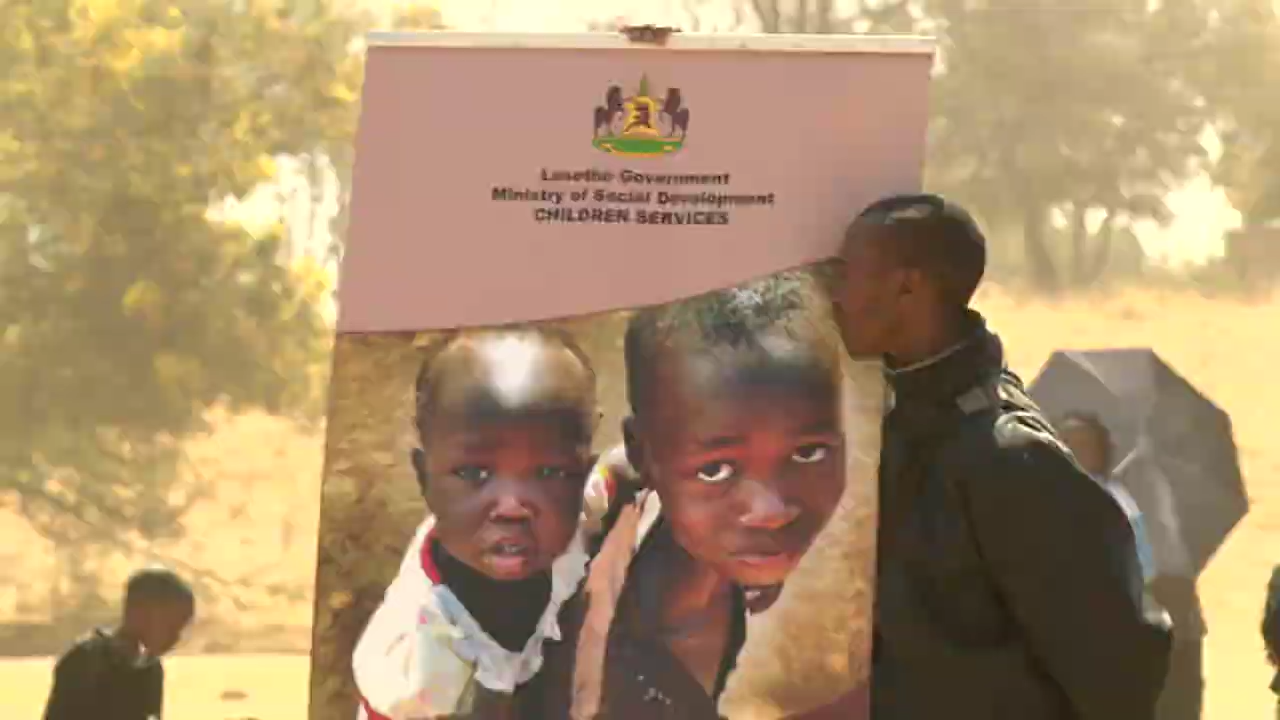 Lesotho Government
Ministry of Social Development
CHILDREN SERVICES